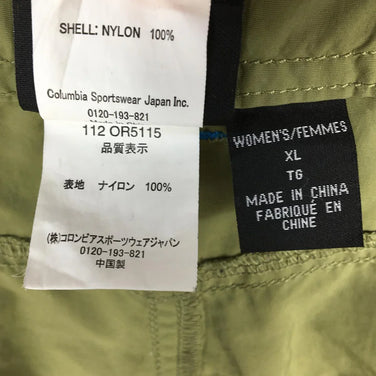 SHELL: NYLON 100%
Columbia Sportswear Japan Inc.
0120-193-821
Made in
112 OR5115
品質表示
表地 ナイロン 100%
(株)コロンビアスポーツウェアジャパン
0120-193-821
中国製
WOMEN'S/FEMMES
XL
TG
MADE IN CHINA
FABRIQUÉ EN
CHINE